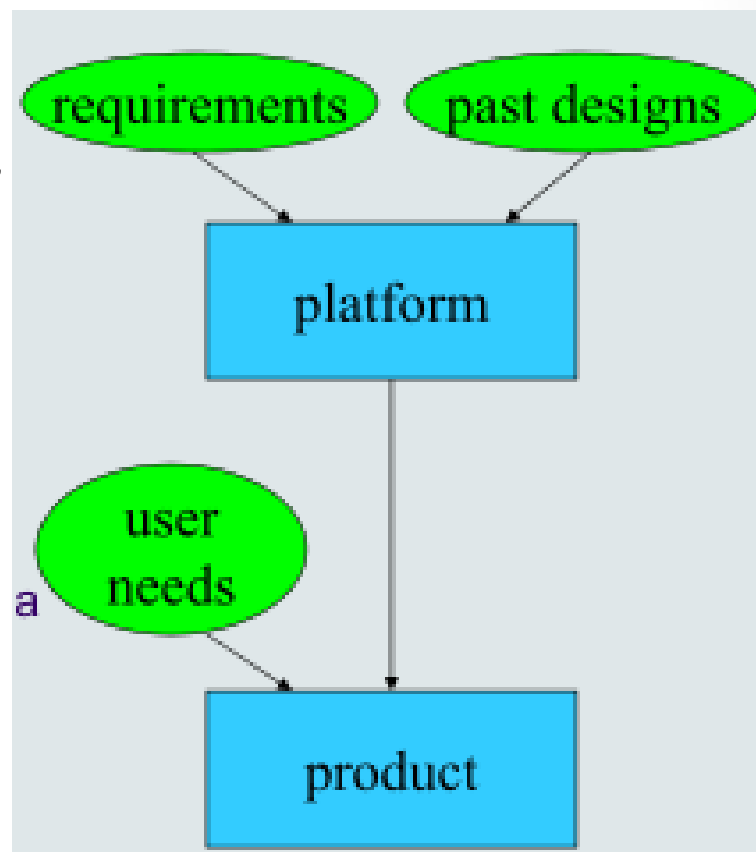 requirements
past designs
platform
user
needs
a
product